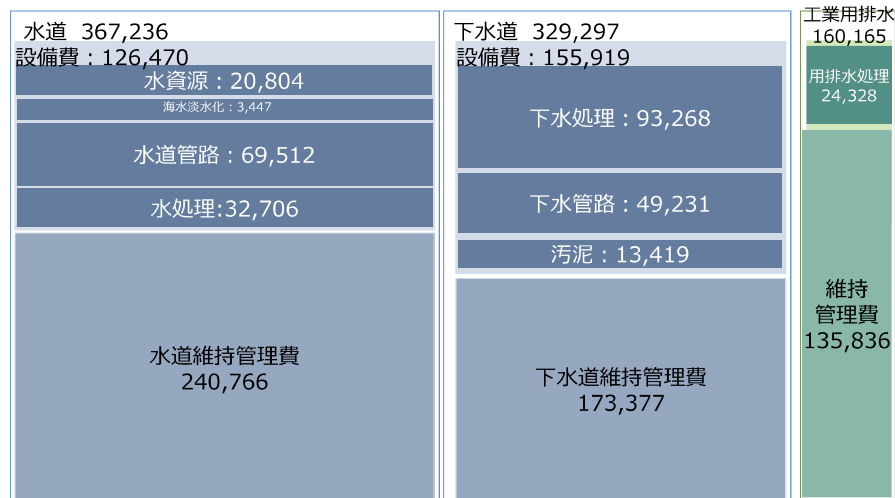 水道 367,236
設備費：126,470
水資源：20,804
海水淡水化：3,447
水道管路：69,512
水処理:32,706
水道維持管理費
240,766
下水道 329,297
設備費：155,919
下水処理：93,268
下水管路：49,231
汚泥：13,419
下水道維持管理費
173,377
工業用排水
160,165
用排水処理
24,328
維持
管理費
135,836